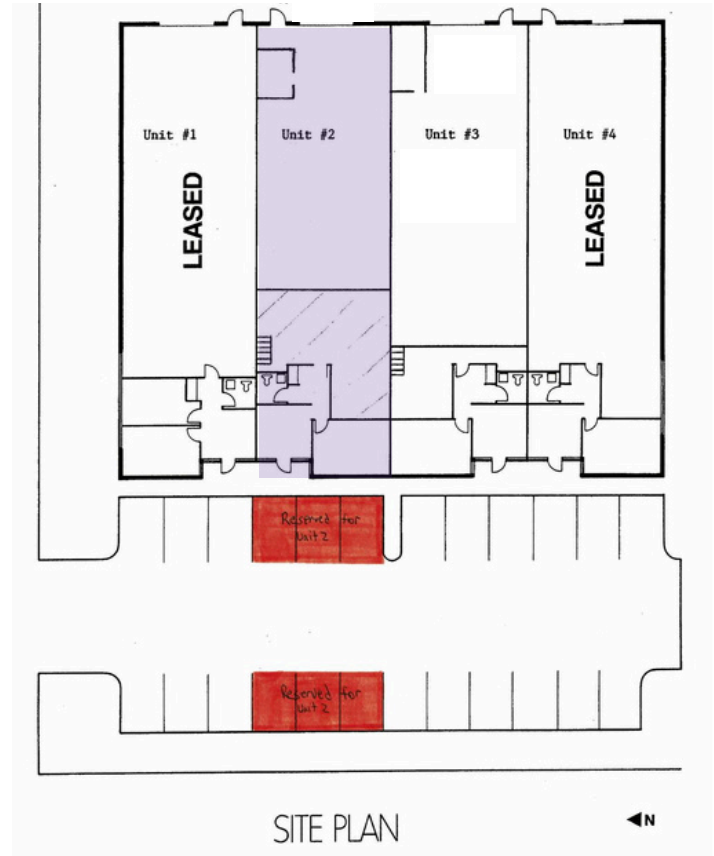 Unit #1
Unit #2
Unit #3
Unit #4
LEASED
LEASED
Reserved for
Unit 2
Reserved for
Unit 2
SITE PLAN
N